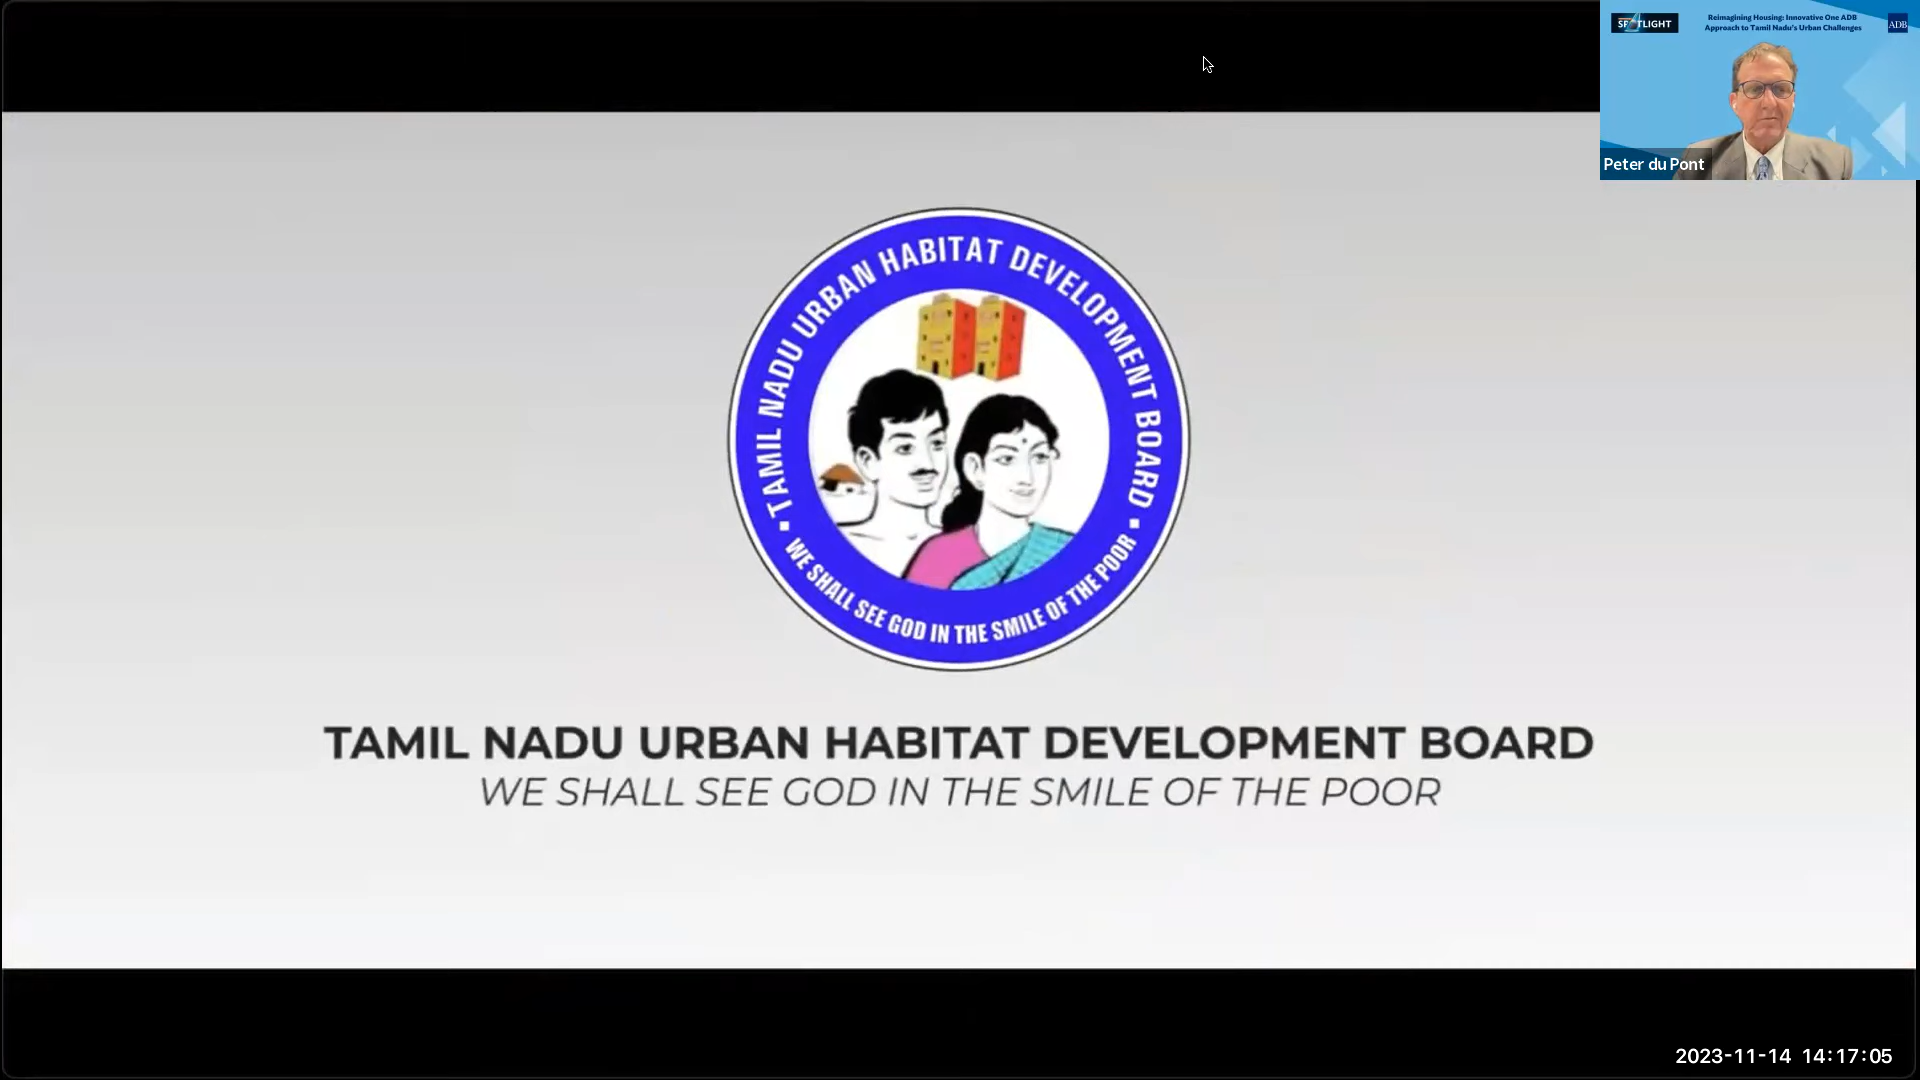 SPOTLIGHT
Reimagining Housing: Innovative One ADB
Approach to Tamil Nadu's Urban Challenges
ADB
Peter du Pont
TAMIL NADU URBAN HABITAT DEVELOPMENT BOARD
WE SHALL SEE GOD IN THE SMILE OF THE POOR
TAMIL NADU URBAN HABITAT DEVELOPMENT BOARD
WE SHALL SEE GOD IN THE SMILE OF THE POOR
2023-11-14 14:17:05